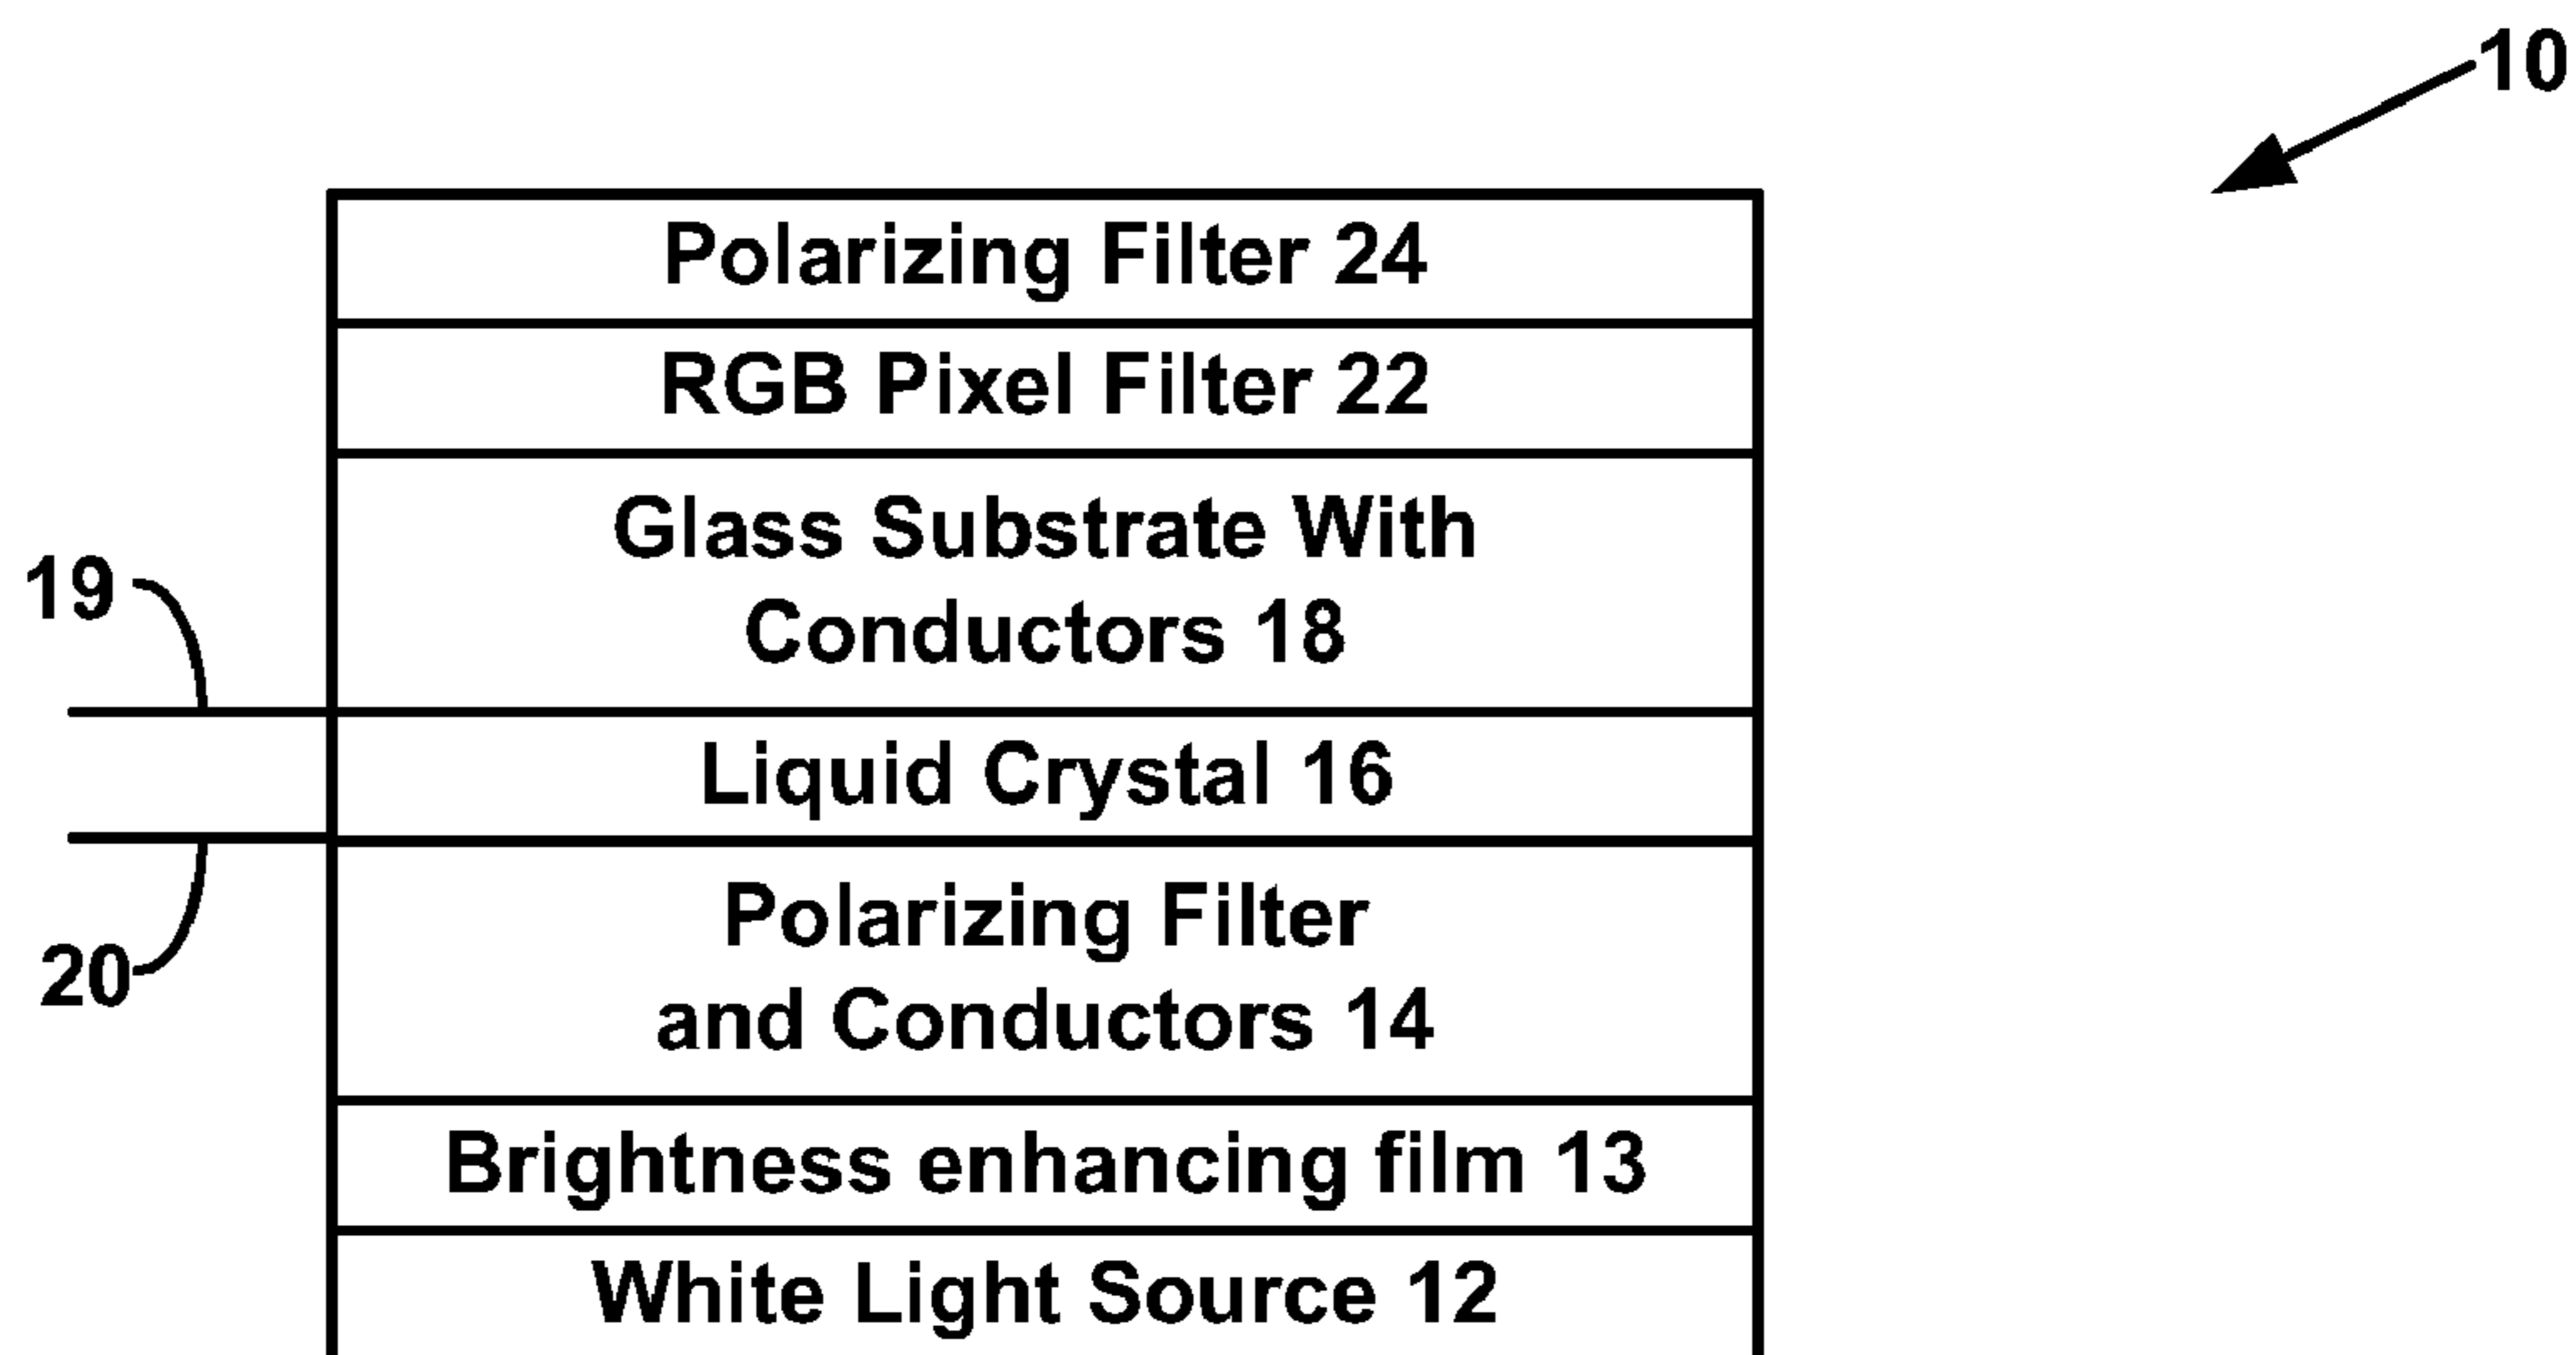 10
Polarizing Filter 24
RGB Pixel Filter 22
Glass Substrate With
Conductors 18
19
Liquid Crystal 16
20
Polarizing Filter
and Conductors 14
Brightness enhancing film 13
White Light Source 12